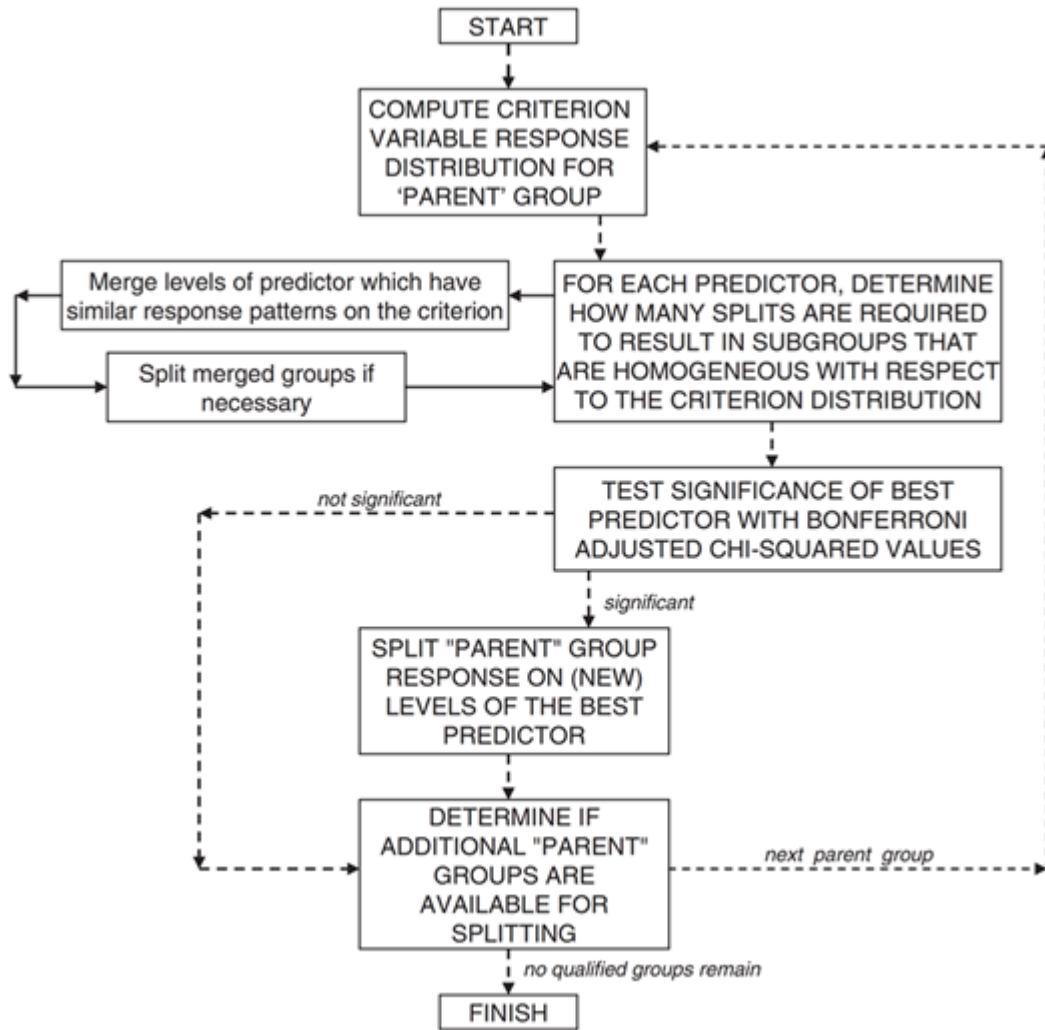 START
COMPUTE CRITERION
VARIABLE RESPONSE
DISTRIBUTION FOR
‘PARENT’ GROUP
Merge levels of predictor which have
similar response patterns on the criterion
Split merged groups if
necessary
FOR EACH PREDICTOR, DETERMINE
HOW MANY SPLITS ARE REQUIRED
TO RESULT IN SUBGROUPS THAT
ARE HOMOGENEOUS WITH RESPECT
TO THE CRITERION DISTRIBUTION
TEST SIGNIFICANCE OF BEST
PREDICTOR WITH BONFERRONI
ADJUSTED CHI-SQUARED VALUES
not significant
significant
SPLIT "PARENT" GROUP
RESPONSE ON (NEW)
LEVELS OF THE BEST
PREDICTOR
DETERMINE IF
ADDITIONAL "PARENT"
GROUPS ARE
AVAILABLE FOR
SPLITTING
next parent group
no qualified groups remain
FINISH